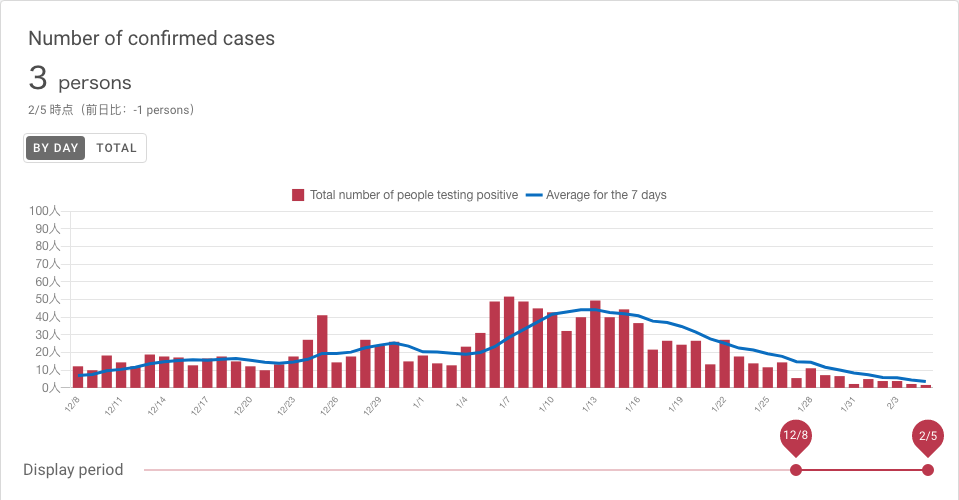 Number of confirmed cases
3 persons
2/5 時点（前日比：-1 persons）
BY DAY TOTAL
Total number of people testing positive Average for the 7 days
100人
90人
80人
70人
60人
50人
40人
30人
20人
10人
0人
12/8 12/11 12/14 12/17 12/20 12/23 12/26 12/29 1/1 1/4 1/7 1/10 1/13 1/16 1/19 1/22 1/25 1/28 1/31 2/3
12/8 2/5
Display period